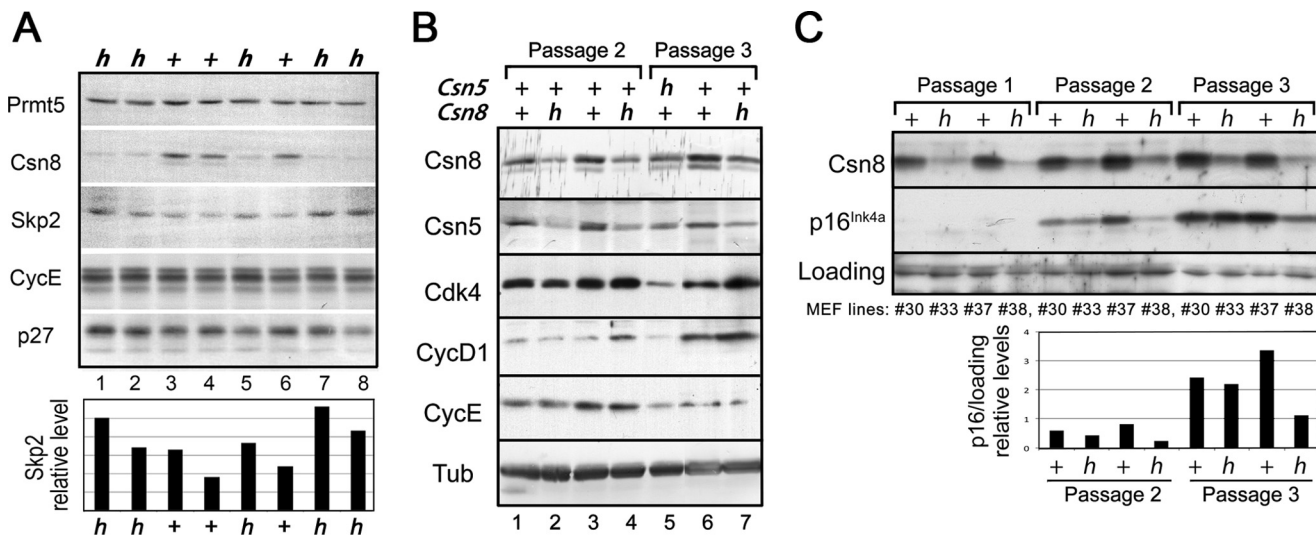 A
h h + + h + h h
Prmt5
Csn8
Skp2
CycE
p27
1 2 3 4 5 6 7 8
Skp2
relative level
h h + + h + h h
B
Passage 2 Passage 3
Csn5 + + + + h + +
Csn8 + h + h + + h
Csn8
Csn5
Cdk4
CycD1
CycE
Tub
1 2 3 4 5 6 7
C
Passage 1 Passage 2 Passage 3
+ h + h + h + h + h + h
Csn8
p16Ink4a
Loading
MEF lines: #30 #33 #37 #38, #30 #33 #37 #38, #30 #33 #37 #38
p16/loading
relative levels
4
3
2
1
0
+ h + h + h + h
Passage 2 Passage 3